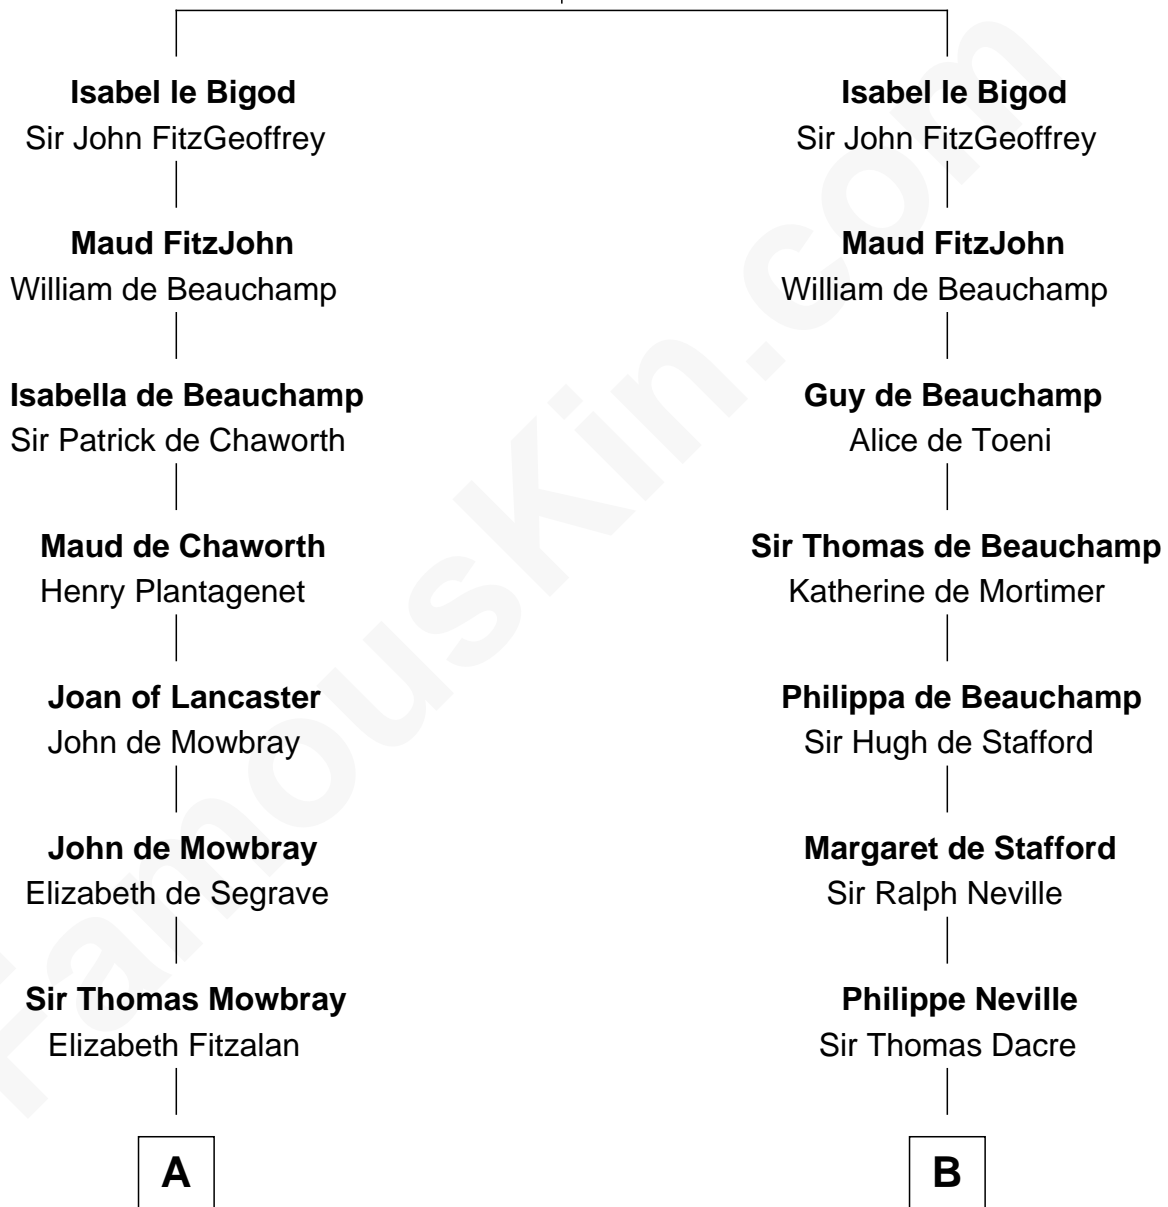 Isabel le Bigod
Sir John FitzGeoffrey
Maud FitzJohn
William de Beauchamp
Isabella de Beauchamp
Sir Patrick de Chaworth
Maud de Chaworth
Henry Plantagenet
Joan of Lancaster
John de Mowbray
John de Mowbray
Elizabeth de Segrave
Sir Thomas Mowbray
Elizabeth Fitzalan
A
Isabel le Bigod
Sir John FitzGeoffrey
Maud FitzJohn
William de Beauchamp
Guy de Beauchamp
Alice de Toeni
Sir Thomas de Beauchamp
Katherine de Mortimer
Philippa de Beauchamp
Sir Hugh de Stafford
Margaret de Stafford
Sir Ralph Neville
Philippe Neville
Sir Thomas Dacre
B
FamousKin.com